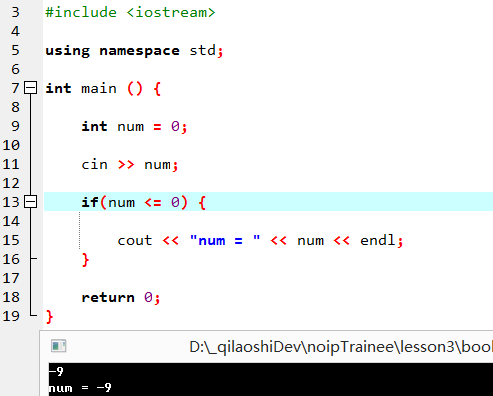 3 #include <iostream>
4
5 using namespace std;
6
7 int main () {
8
9 int num = 0;
10
11 cin >> num;
12
13 if(num <= 0) {
14
15 cout << "num = " << num << endl;
16 }
17
18 return 0;
19 }
D:\_qilaoshiDev\noipTrainee\lesson3\bool
-9
num = -9